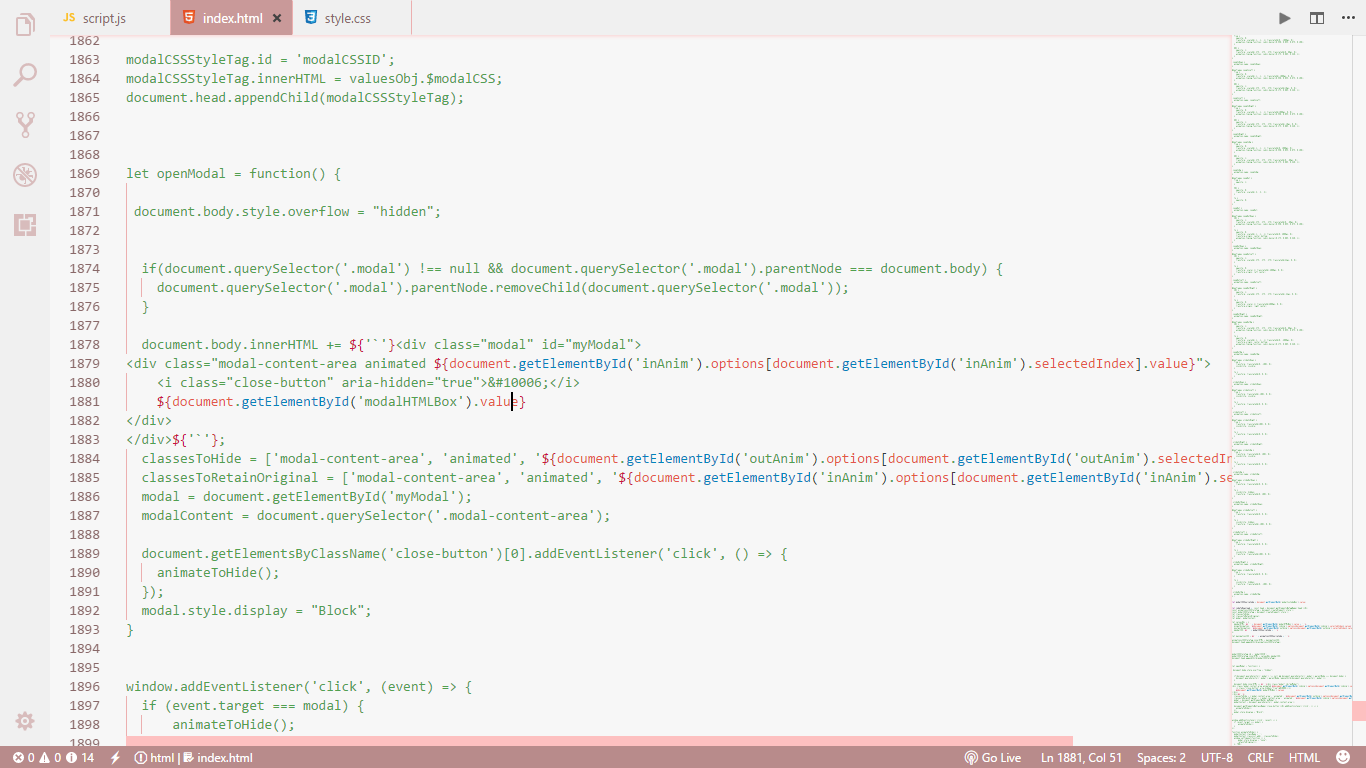 JS script.js index.html × style.css
1862
1863 modalCSSStyleTag.id = 'modalCSSID';
1864 modalCSSStyleTag.innerHTML = valuesObj.$modalCSS;
1865 document.head.appendChild(modalCSSStyleTag);
1866
1867
1868
1869 let openModal = function() {
1870
1871 document.body.style.overflow = "hidden";
1872
1873
1874 if(document.querySelector('.modal') !== null && document.querySelector('.modal').parentNode === document.body) {
1875 document.querySelector('.modal').parentNode.removeChild(document.querySelector('.modal'));
1876 }
1877
1878 document.body.innerHTML += ${'`'}<div class="modal" id="myModal">
1879 <div class="modal-content-area animated ${document.getElementById('inAnim').options[document.getElementById('inAnim').selectedIndex].value}">
1880 <i class="close-button" aria-hidden="true">&#10006;</i>
1881 ${document.getElementById('modalHTMLBox').value}
1882 </div>
1883 </div>${'`'};
1884 classesToHide = ['modal-content-area', 'animated', '${document.getElementById('outAnim').options[document.getElementById('outAnim').selectedIn
1885 classesToRetainOriginal = ['modal-content-area', 'animated', '${document.getElementById('inAnim').options[document.getElementById('inAnim').se
1886 modal = document.getElementById('myModal');
1887 modalContent = document.querySelector('.modal-content-area');
1888
1889 document.getElementsByClassName('close-button')[0].addEventListener('click', () => {
1890 animateToHide();
1891 });
1892 modal.style.display = "Block";
1893 }
1894
1895
1896 window.addEventListener('click', (event) => {
1897 if (event.target === modal) {
1898 animateToHide();
1899
0 0 14 html | index.html Go Live Ln 1881, Col 51 Spaces: 2 UTF-8 CRLF HTML